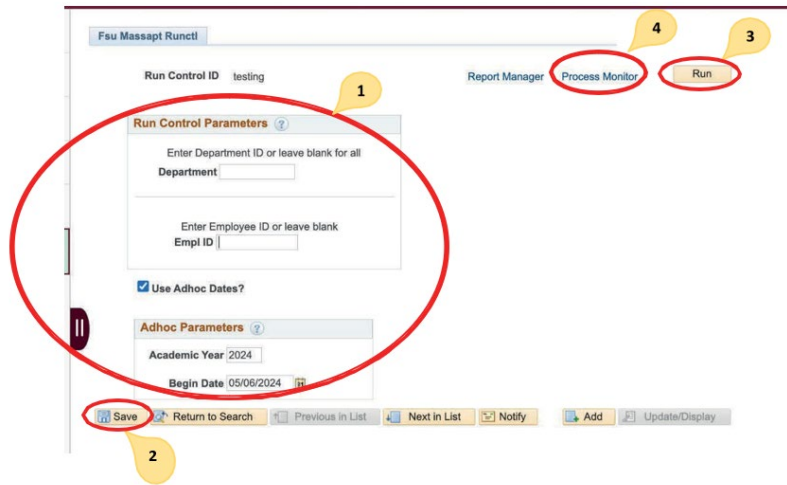 4
3
Fsu Massapt Runctl
Run Control ID testing Report Manager Process Monitor Run
1
Run Control Parameters ?
Enter Department ID or leave blank for all
Department
Enter Employee ID or leave blank
Empl ID
Use Adhoc Dates?
Adhoc Parameters ?
Academic Year 2024
Begin Date 05/06/2024
Save Return to Search Previous in List Next in List Notify Add Update/Display
2